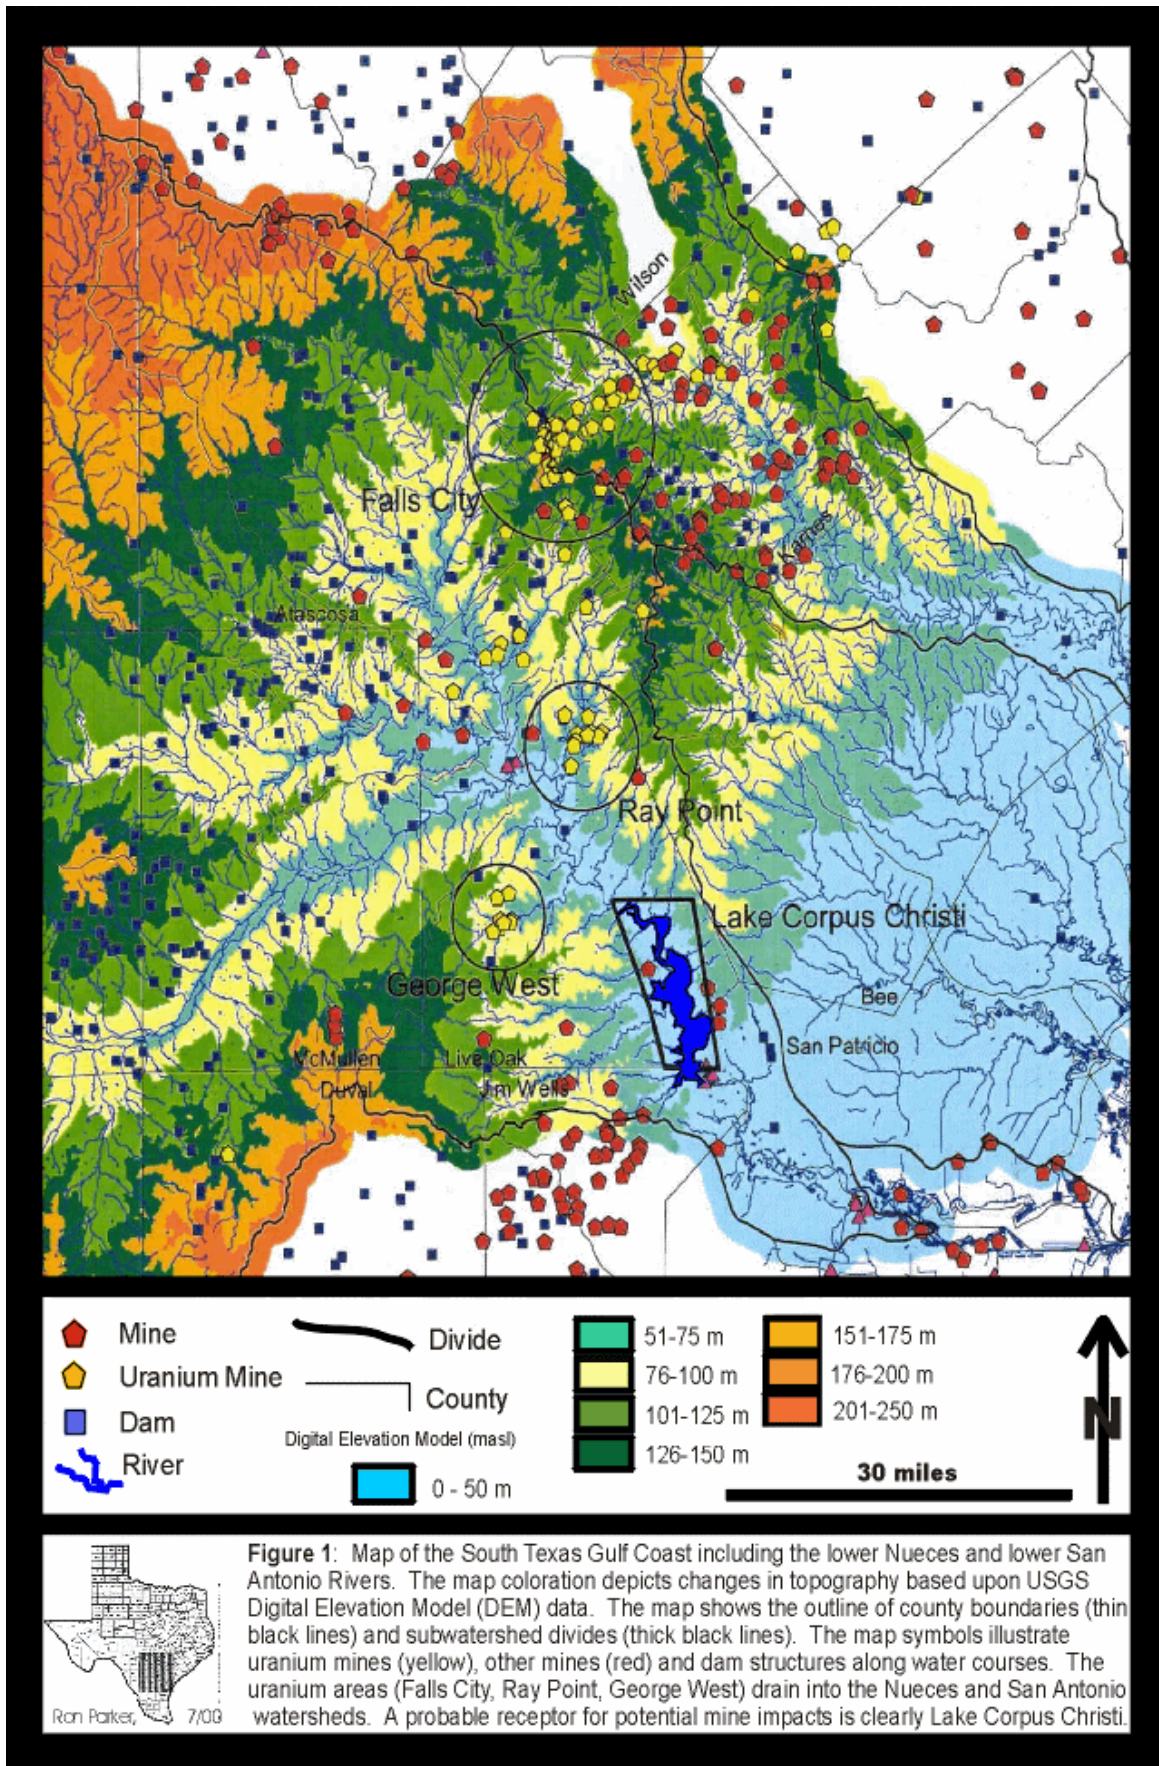 Wilson
Falls City
Karnes
Atascosa
Ray Point
Lake Corpus Christi
George West
Bee
San Patricio
McMullen
Live Oak
Duval
Jim Wells
Mine
Uranium Mine
Dam
River
Divide
County
Digital Elevation Model (masl)
0 - 50 m
51-75 m
76-100 m
101-125 m
126-150 m
151-175 m
176-200 m
201-250 m
30 miles
N
Figure 1: Map of the South Texas Gulf Coast including the lower Nueces and lower San
Antonio Rivers. The map coloration depicts changes in topography based upon USGS
Digital Elevation Model (DEM) data. The map shows the outline of county boundaries (thin
black lines) and subwatershed divides (thick black lines). The map symbols illustrate
uranium mines (yellow), other mines (red) and dam structures along water courses. The
uranium areas (Falls City, Ray Point, George West) drain into the Nueces and San Antonio
watersheds. A probable receptor for potential mine impacts is clearly Lake Corpus Christi.
Ron Parker, 7/00